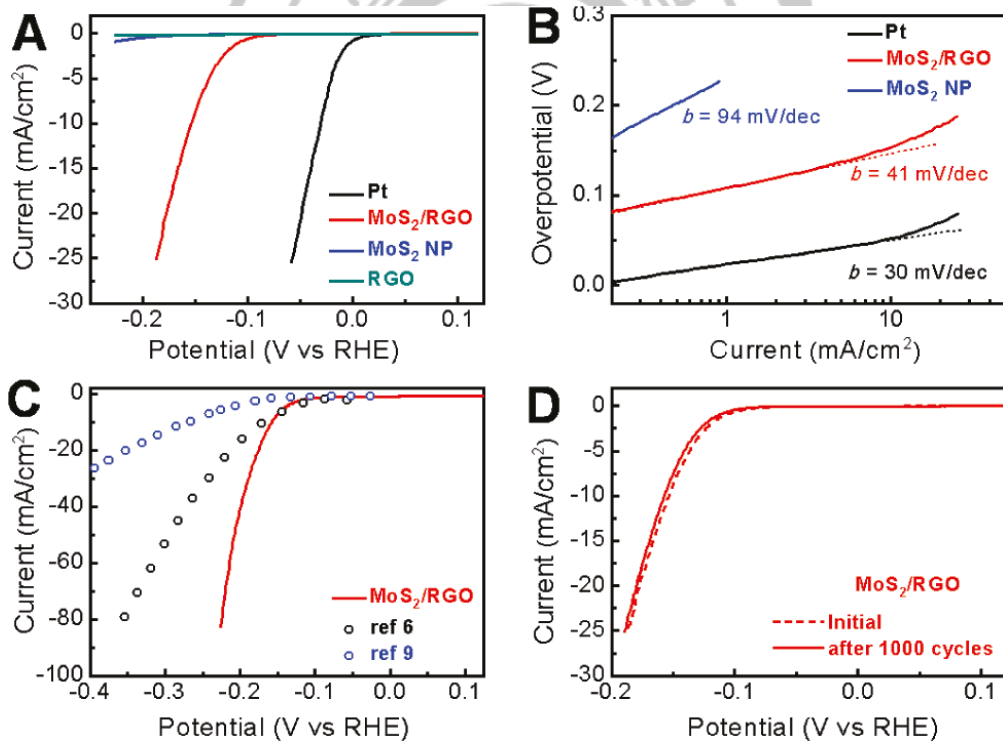 A
0
-5
-10
-15
-20
-25
-30
Current (mA/cm²)
Pt
MoS₂/RGO
MoS₂ NP
RGO
-0.2 -0.1 0.0 0.1
Potential (V vs RHE)
B
0.3
0.2
0.1
0.0
Overpotential (V)
Pt
MoS₂/RGO
MoS₂ NP
b = 94 mV/dec
b = 41 mV/dec
b = 30 mV/dec
1 10
Current (mA/cm²)
C
0
-20
-40
-60
-80
-100
Current (mA/cm²)
MoS₂/RGO
ref 6
ref 9
-0.4 -0.3 -0.2 -0.1 0.0 0.1
Potential (V vs RHE)
D
0
-5
-10
-15
-20
-25
-30
Current (mA/cm²)
MoS₂/RGO
Initial
after 1000 cycles
-0.2 -0.1 0.0 0.1
Potential (V vs RHE)